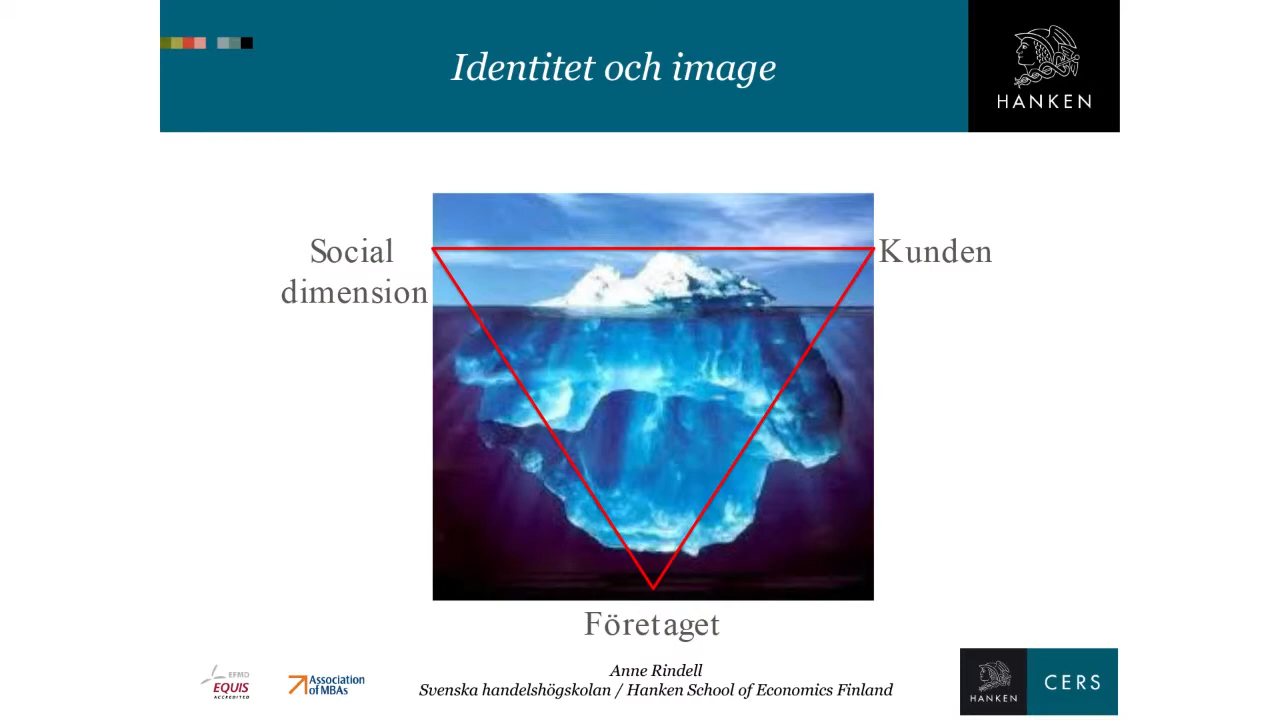 Identitet och image
HANKEN
Social
dimension
Kunden
Företaget
EFMD
EQUIS
ACCREDITED
Association
of MBAs
Anne Rindell
Svenska handelshögskolan / Hanken School of Economics Finland
HANKEN
CERS